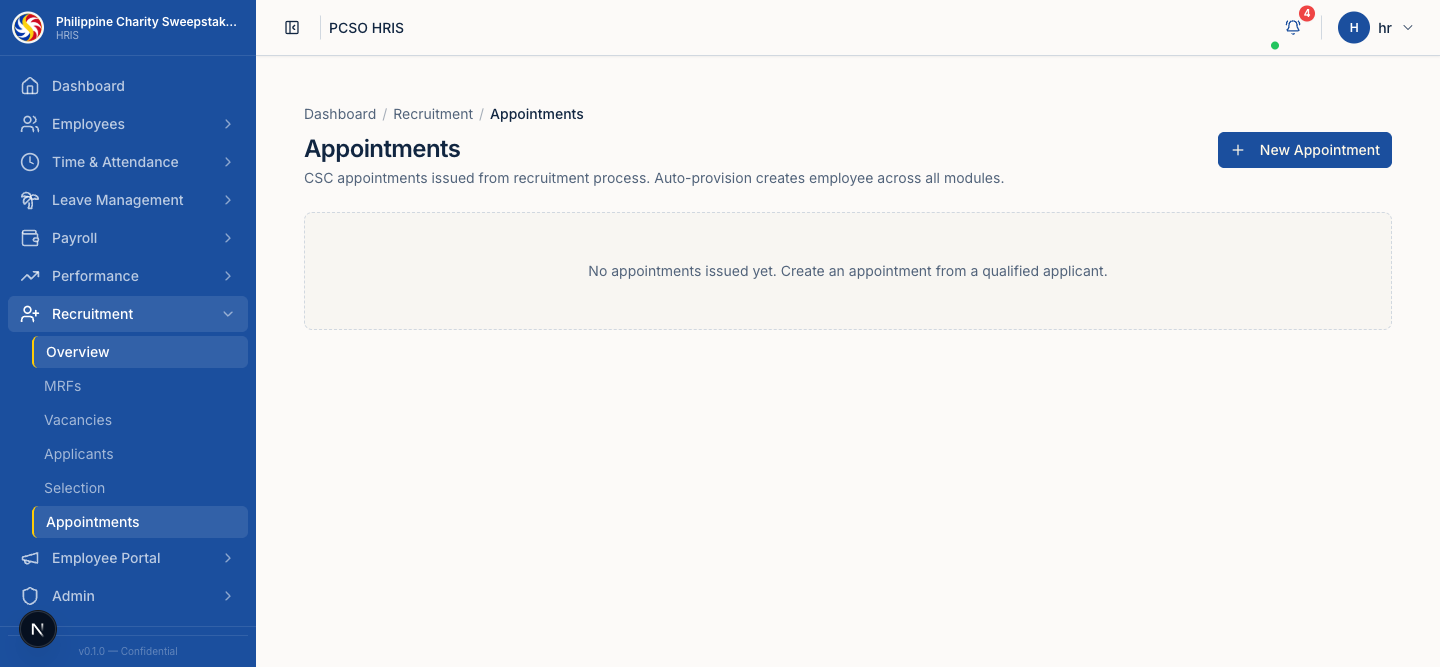 Philippine Charity Sweepstak...
HRIS
Dashboard
Employees
Time & Attendance
Leave Management
Payroll
Performance
Recruitment
Overview
MRFs
Vacancies
Applicants
Selection
Appointments
Employee Portal
Admin
N
v0.1.0 — Confidential
PCSO HRIS
4
H
hr
Dashboard / Recruitment / Appointments
Appointments
New Appointment
CSC appointments issued from recruitment process. Auto-provision creates employee across all modules.
No appointments issued yet. Create an appointment from a qualified applicant.